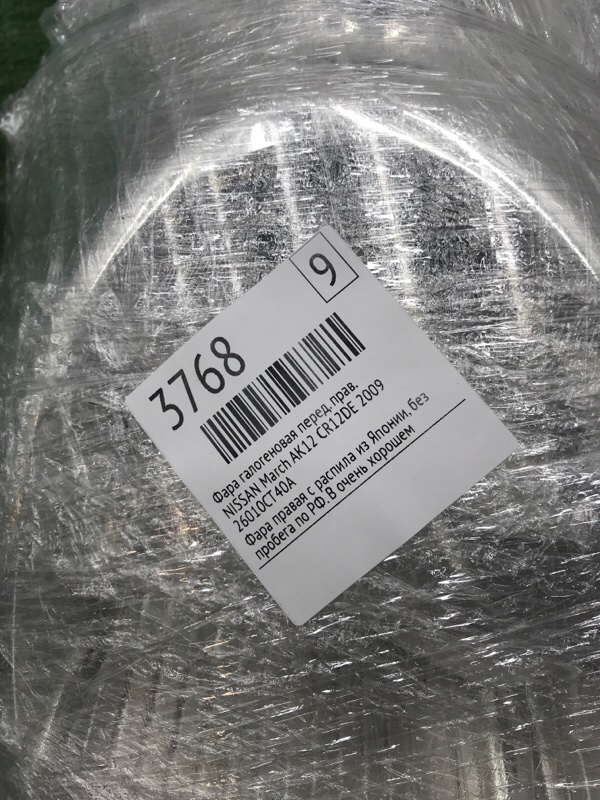 9
3768
Фара галогеновая перед. прав.
NISSAN March AK12 CR12DE 2009
26010CT40A
Фара правая с распила из Японии, без
пробега по РФ. В очень хорошем